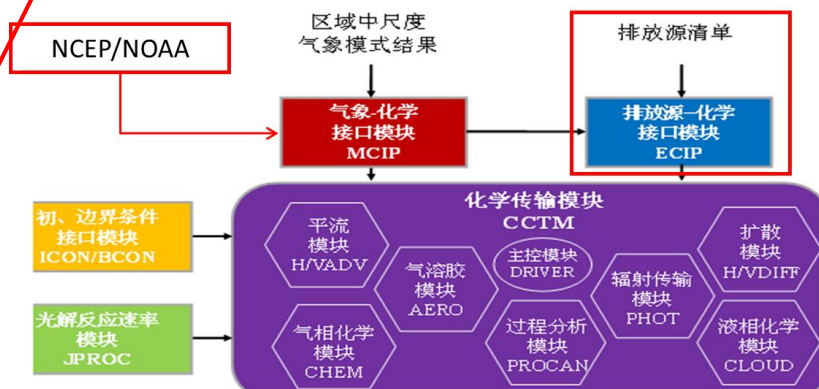 NCEP/NOAA
区域中尺度
气象模式结果
排放源清单
气象-化学
接口模块
MCIP
排放源-化学
接口模块
ECIP
初、边界条件
接口模块
ICON/BCON
光解反应速率
模块
JPROC
化学传输模块
CCTM
平流
模块
H/VADV
气溶胶
模块
AERO
主控模块
DRIVER
辐射传输
模块
PHOT
扩散
模块
H/VDIFF
气相化学
模块
CHEM
过程分析
模块
PROCAN
液相化学
模块
CLOUD